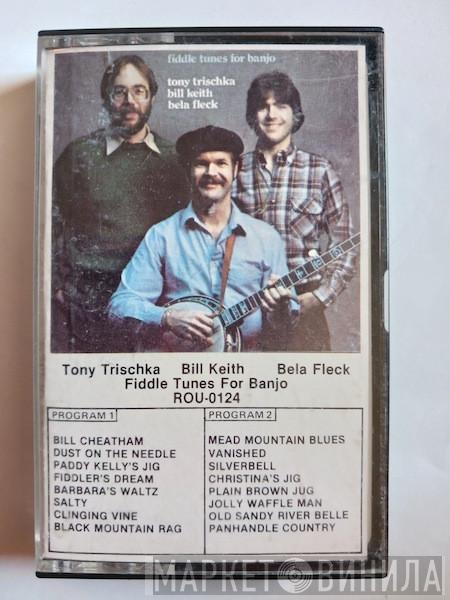 fiddle tunes for banjo
tony trischka
bill keith
bela fleck
Tony Trischka Bill Keith Bela Fleck
Fiddle Tunes For Banjo
ROU-0124
PROGRAM 1
BILL CHEATHAM
DUST ON THE NEEDLE
PADDY KELLY'S JIG
FIDDLER'S DREAM
BARBARA'S WALTZ
SALTY
CLINGING VINE
BLACK MOUNTAIN RAG
PROGRAM 2
MEAD MOUNTAIN BLUES
VANISHED
SILVERBELL
CHRISTINA'S JIG
PLAIN BROWN JUG
JOLLY WAFFLE MAN
OLD SANDY RIVER BELLE
PANHANDLE COUNTRY
МАРКЕТ ВИНИЛА